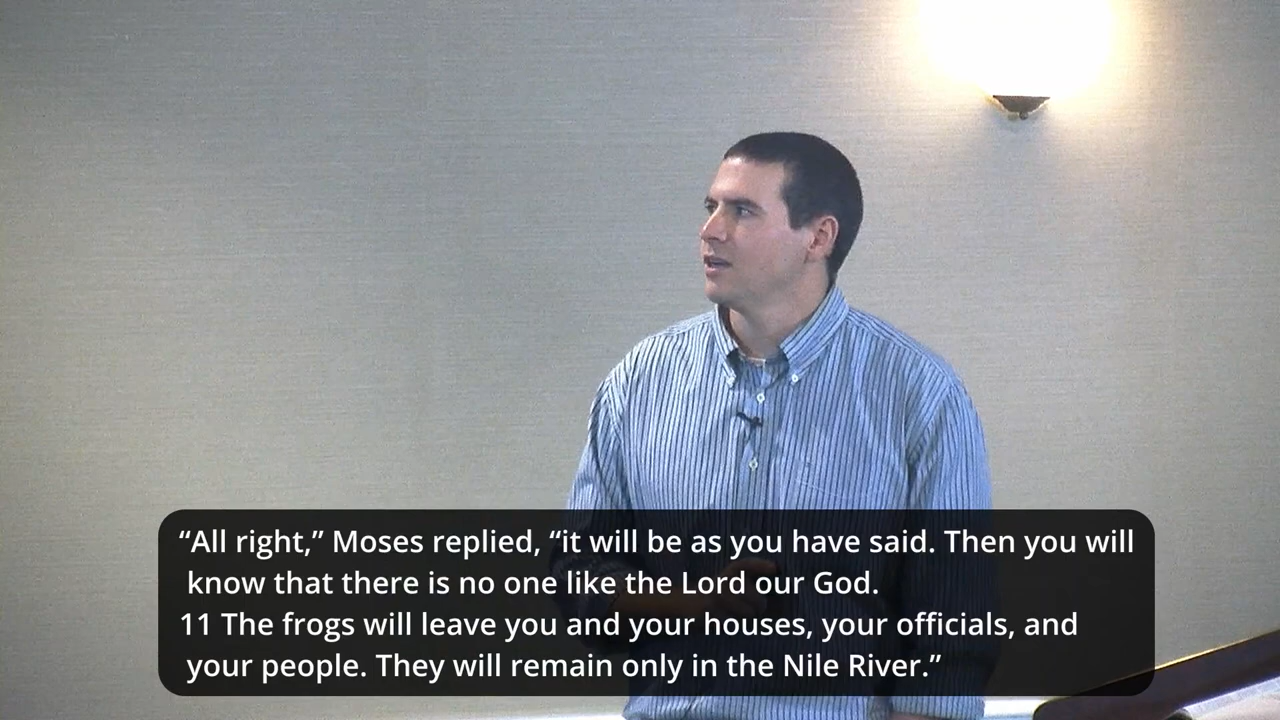 “All right,” Moses replied, “it will be as you have said. Then you will
know that there is no one like the Lord our God.
11 The frogs will leave you and your houses, your officials, and
your people. They will remain only in the Nile River.”